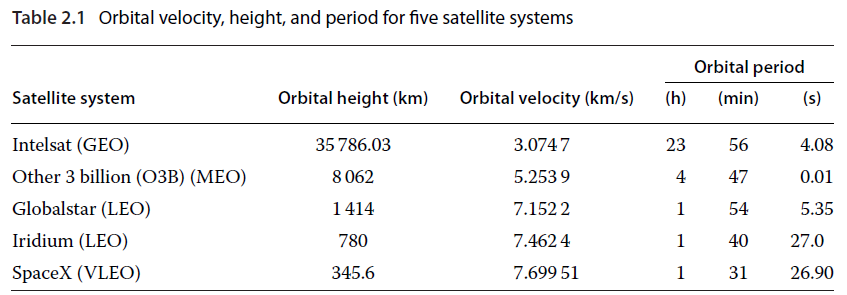 Table 2.1 Orbital velocity, height, and period for five satellite systems
Orbital period
Satellite system Orbital height (km) Orbital velocity (km/s) (h) (min) (s)
Intelsat (GEO) 35 786.03 3.074 7 23 56 4.08
Other 3 billion (O3B) (MEO) 8 062 5.253 9 4 47 0.01
Globalstar (LEO) 1 414 7.152 2 1 54 5.35
Iridium (LEO) 780 7.462 4 1 40 27.0
SpaceX (VLEO) 345.6 7.699 51 1 31 26.90